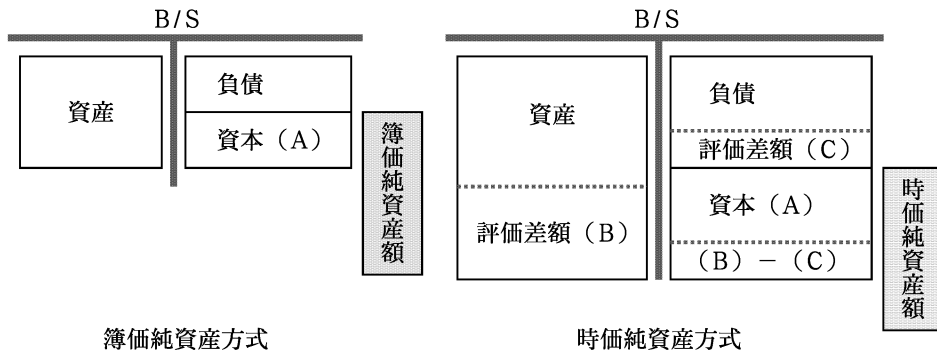 B/S
資産
負債
資本（A）
簿価純資産額
簿価純資産方式
B/S
資産
評価差額（B）
負債
評価差額（C）
資本（A）
（B）－（C）
時価純資産額
時価純資産方式